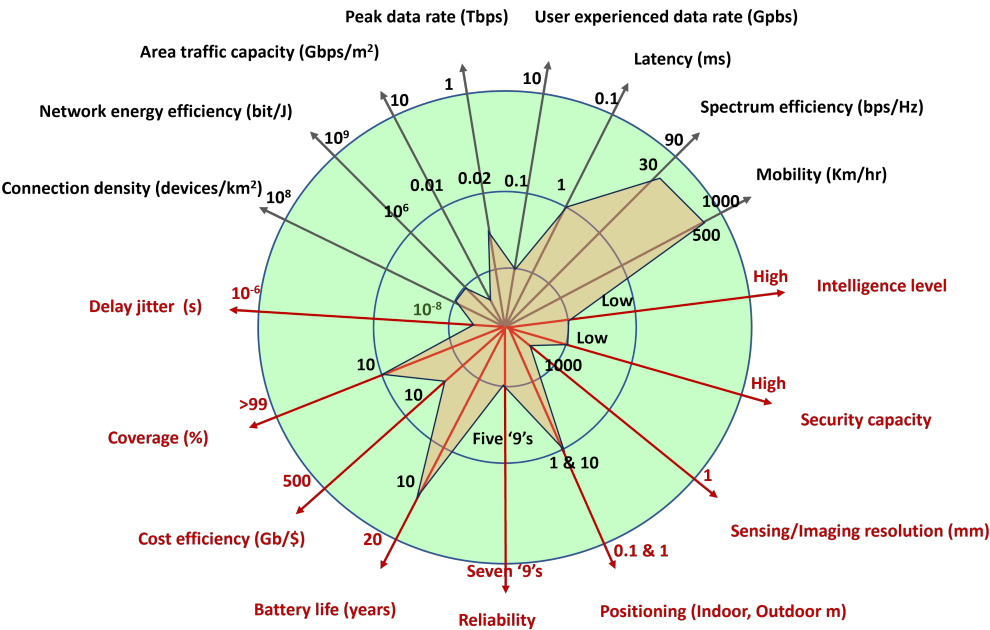 Peak data rate (Tbps)
User experienced data rate (Gpbs)
Area traffic capacity (Gbps/m²)
Latency (ms)
Network energy efficiency (bit/J)
Spectrum efficiency (bps/Hz)
Connection density (devices/km²)
Mobility (Km/hr)
1
10
10
0.1
10⁹
90
10⁸
30
0.01
0.02
0.1
1
10⁶
1000
500
High
Intelligence level
Delay jitter (s)
10⁻⁶
10⁻⁸
Low
Low
10
1000
High
>99
10
Security capacity
Coverage (%)
Five ‘9’s
1 & 10
500
10
1
Cost efficiency (Gb/$)
Sensing/Imaging resolution (mm)
20
0.1 & 1
Seven ‘9’s
Battery life (years)
Reliability
Positioning (Indoor, Outdoor m)